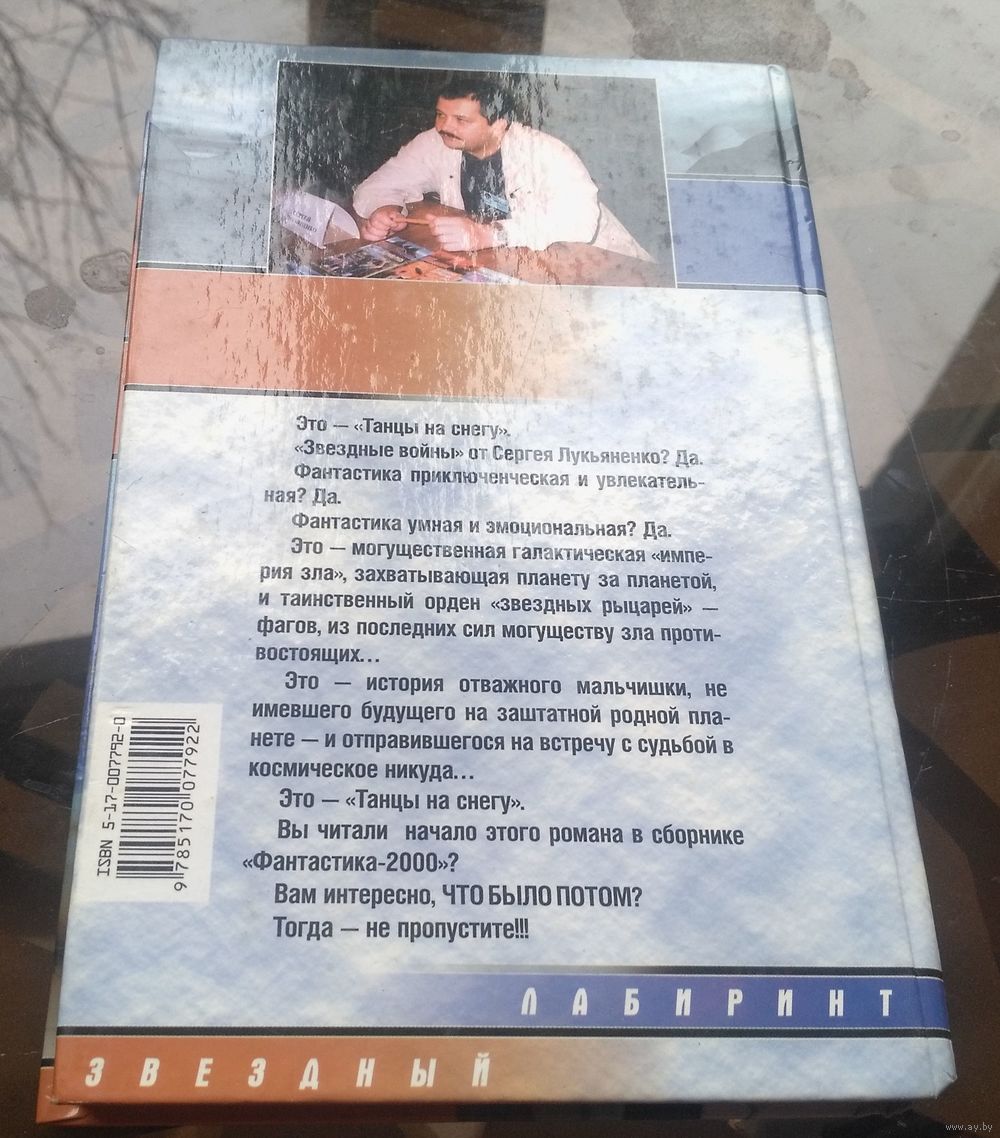 Это — «Танцы на снегу».
«Звездные войны» от Сергея Лукьяненко? Да.
Фантастика приключенческая и увлекатель-
ная? Да.
Фантастика умная и эмоциональная? Да.
Это — могущественная галактическая «импе-
рия зла», захватывающая планету за планетой,
и таинственный орден «звездных рыцарей» —
фагов, из последних сил могуществу зла проти-
востоящих...
Это — история отважного мальчишки, не
имевшего будущего на заштатной родной пла-
нете — и отправившегося на встречу с судьбой в
космическое никуда...
Это — «Танцы на снегу».
Вы читали начало этого романа в сборнике
«Фантастика-2000»?
Вам интересно, ЧТО БЫЛО ПОТОМ?
Тогда — не пропустите!!!
ISBN 5-17-007792-0
9785170077922
ЛАБИРИНТ
ЗВЕЗДНЫЙ
www.ay.by